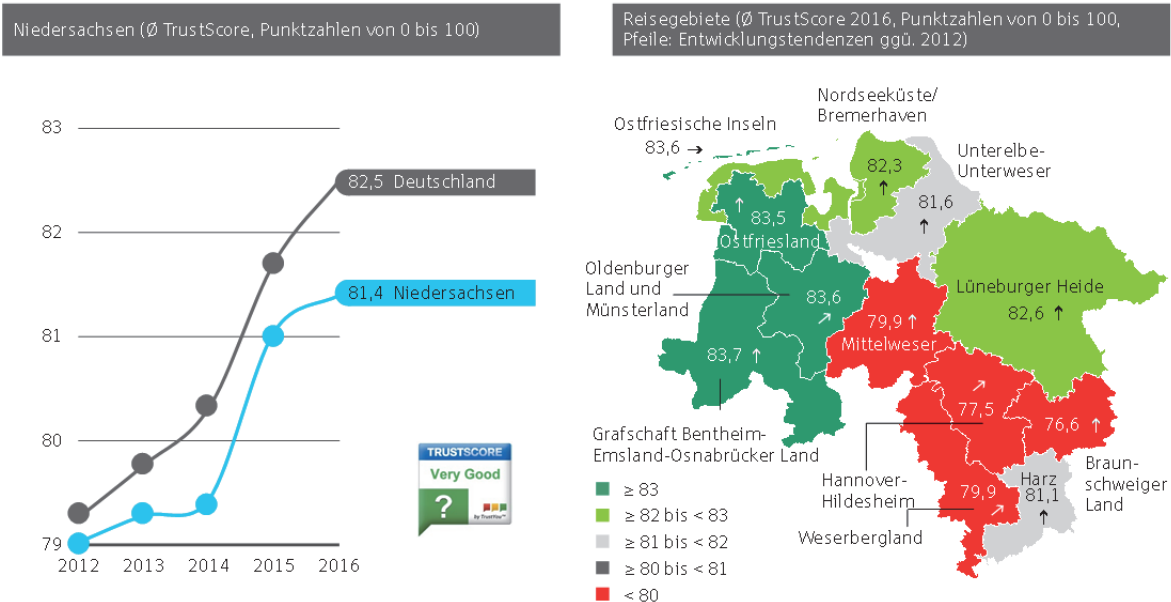 Niedersachsen (Ø TrustScore, Punktzahlen von 0 bis 100)
83
82
81
80
79
2012
2013
2014
2015
2016
82,5 Deutschland
81,4 Niedersachsen
TRUSTSCORE
Very Good
?
by TrustYou™
Reisegebiete (Ø TrustScore 2016, Punktzahlen von 0 bis 100,
Pfeile: Entwicklungstendenzen ggü. 2012)
Nordseeküste/
Bremerhaven
82,3 ↑
Ostfriesische Inseln
83,6 →
Unterelbe-
Unterweser
81,6
↑
↑ 83,5
Ostfriesland
Oldenburger
Land und
Münsterland
83,6
↗
Lüneburger Heide
82,6 ↑
79,9 ↑
Mittelweser
83,7 ↑
Grafschaft Bentheim-
Emsland-Osnabrücker Land
↗
77,5
Hannover-
Hildesheim
76,6 ↑
Braun-
schweiger
Land
79,9
↗
Weserbergland
Harz
81,1
↑
≥ 83
≥ 82 bis < 83
≥ 81 bis < 82
≥ 80 bis < 81
< 80